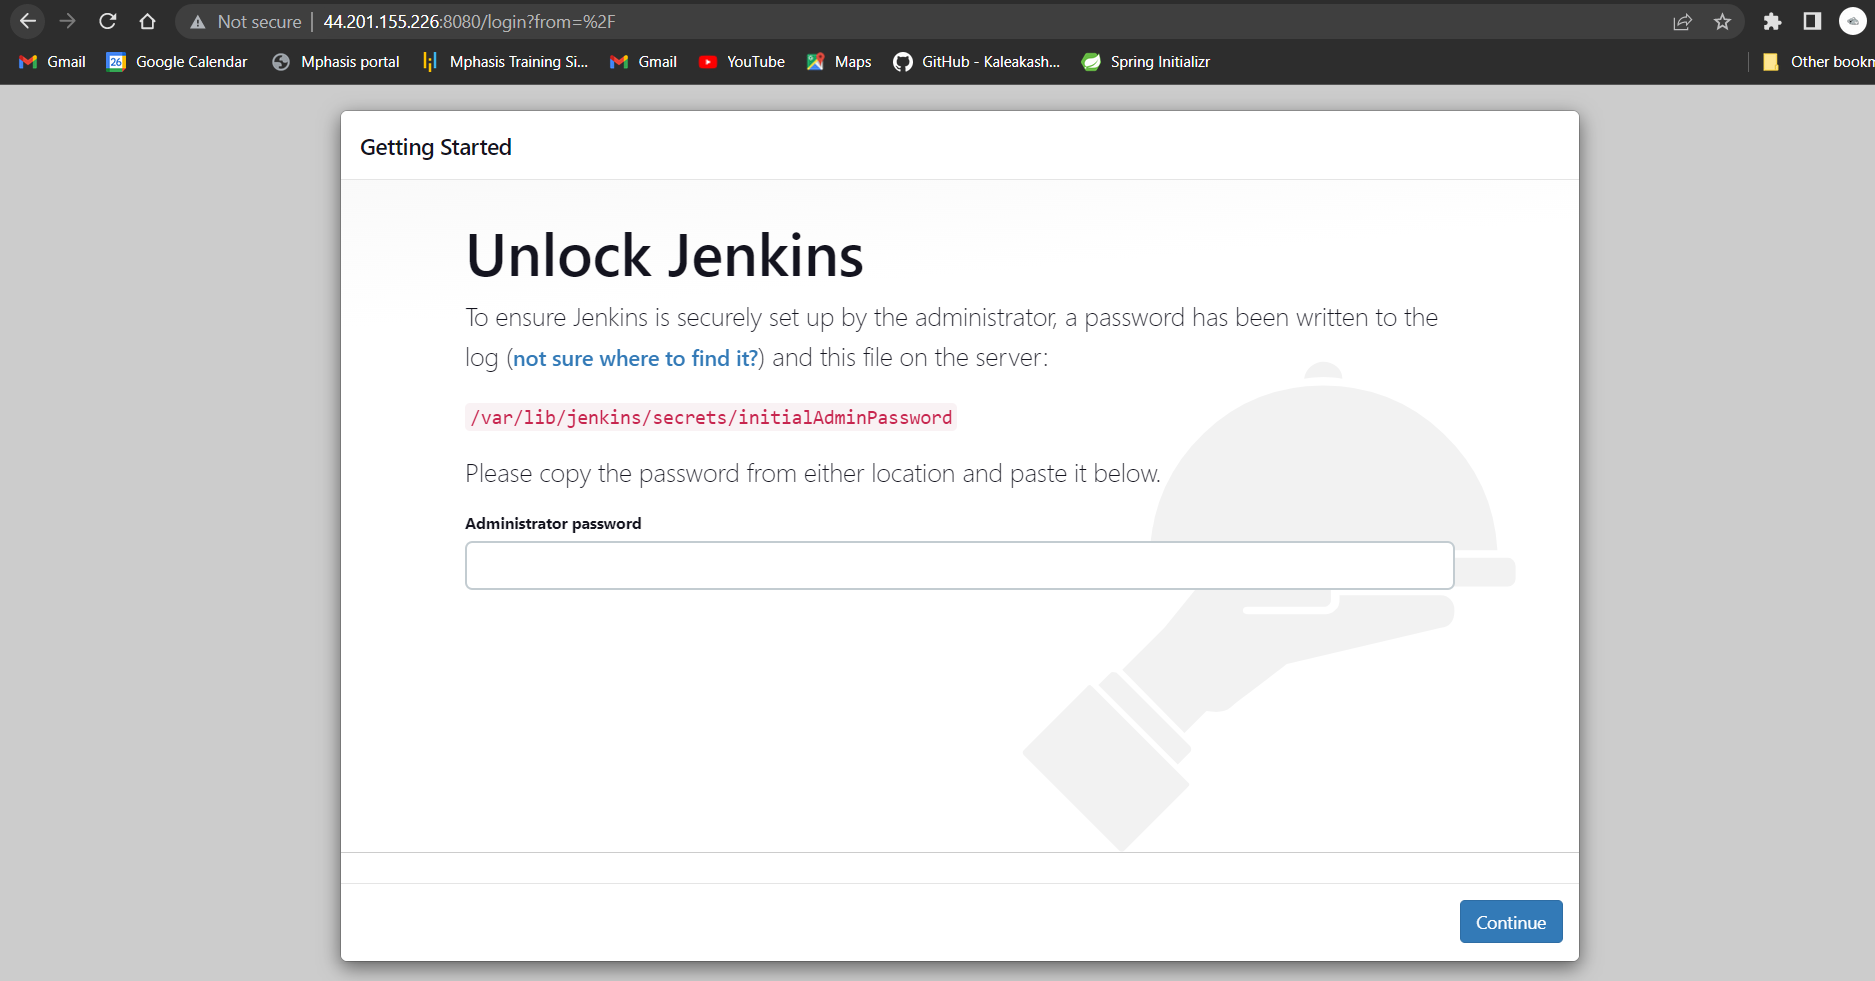 Not secure 44.201.155.226:8080/login?from=%2F
Gmail 26 Google Calendar Mphasis portal Mphasis Training Si... Gmail YouTube Maps GitHub - Kaleakash... Spring Initializr Other bookm
Getting Started
Unlock Jenkins
To ensure Jenkins is securely set up by the administrator, a password has been written to the
log (not sure where to find it?) and this file on the server:
/var/lib/jenkins/secrets/initialAdminPassword
Please copy the password from either location and paste it below.
Administrator password
Continue